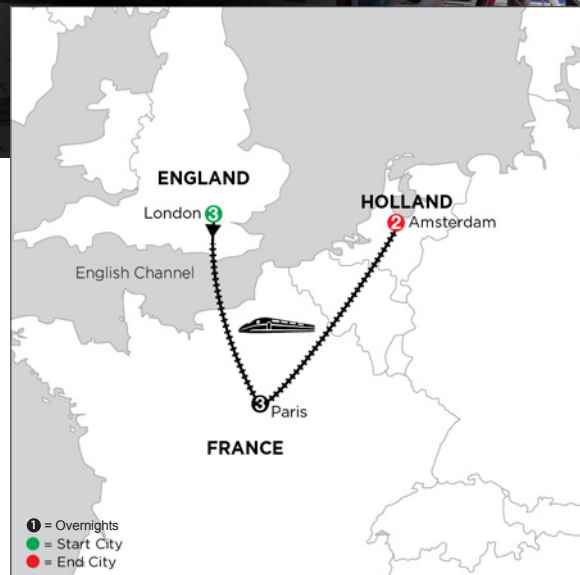 ENGLAND
London 3
HOLLAND
2 Amsterdam
English Channel
3 Paris
FRANCE
1 = Overnights
= Start City
= End City